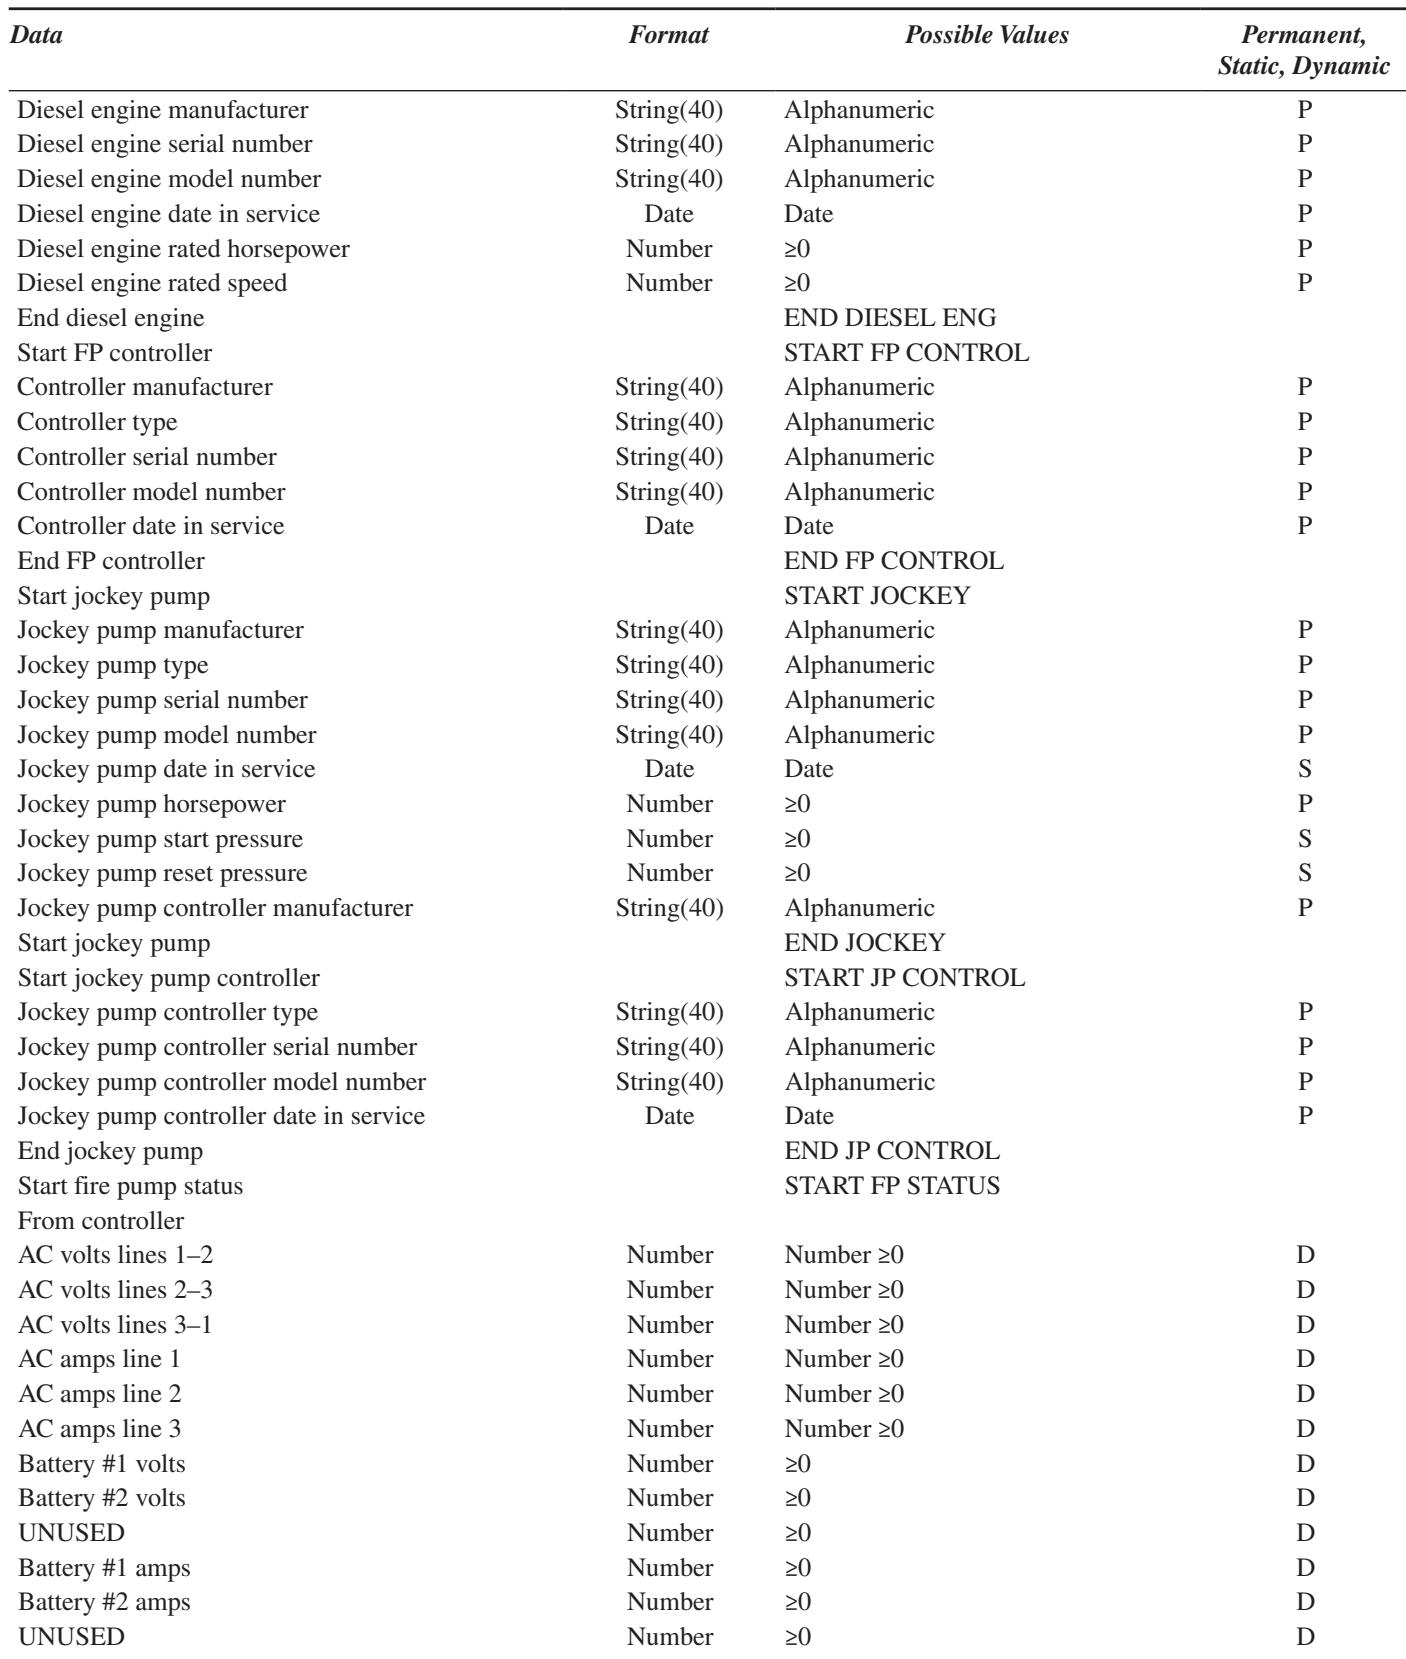 Data Format Possible Values Permanent,
Static, Dynamic
Diesel engine manufacturer String(40) Alphanumeric P
Diesel engine serial number String(40) Alphanumeric P
Diesel engine model number String(40) Alphanumeric P
Diesel engine date in service Date Date P
Diesel engine rated horsepower Number ≥0 P
Diesel engine rated speed Number ≥0 P
End diesel engine END DIESEL ENG
Start FP controller START FP CONTROL
Controller manufacturer String(40) Alphanumeric P
Controller type String(40) Alphanumeric P
Controller serial number String(40) Alphanumeric P
Controller model number String(40) Alphanumeric P
Controller date in service Date Date P
End FP controller END FP CONTROL
Start jockey pump START JOCKEY
Jockey pump manufacturer String(40) Alphanumeric P
Jockey pump type String(40) Alphanumeric P
Jockey pump serial number String(40) Alphanumeric P
Jockey pump model number String(40) Alphanumeric P
Jockey pump date in service Date Date S
Jockey pump horsepower Number ≥0 P
Jockey pump start pressure Number ≥0 S
Jockey pump reset pressure Number ≥0 S
Jockey pump controller manufacturer String(40) Alphanumeric P
Start jockey pump END JOCKEY
Start jockey pump controller START JP CONTROL
Jockey pump controller type String(40) Alphanumeric P
Jockey pump controller serial number String(40) Alphanumeric P
Jockey pump controller model number String(40) Alphanumeric P
Jockey pump controller date in service Date Date P
End jockey pump END JP CONTROL
Start fire pump status START FP STATUS
From controller
AC volts lines 1–2 Number Number ≥0 D
AC volts lines 2–3 Number Number ≥0 D
AC volts lines 3–1 Number Number ≥0 D
AC amps line 1 Number Number ≥0 D
AC amps line 2 Number Number ≥0 D
AC amps line 3 Number Number ≥0 D
Battery #1 volts Number ≥0 D
Battery #2 volts Number ≥0 D
UNUSED Number ≥0 D
Battery #1 amps Number ≥0 D
Battery #2 amps Number ≥0 D
UNUSED Number ≥0 D